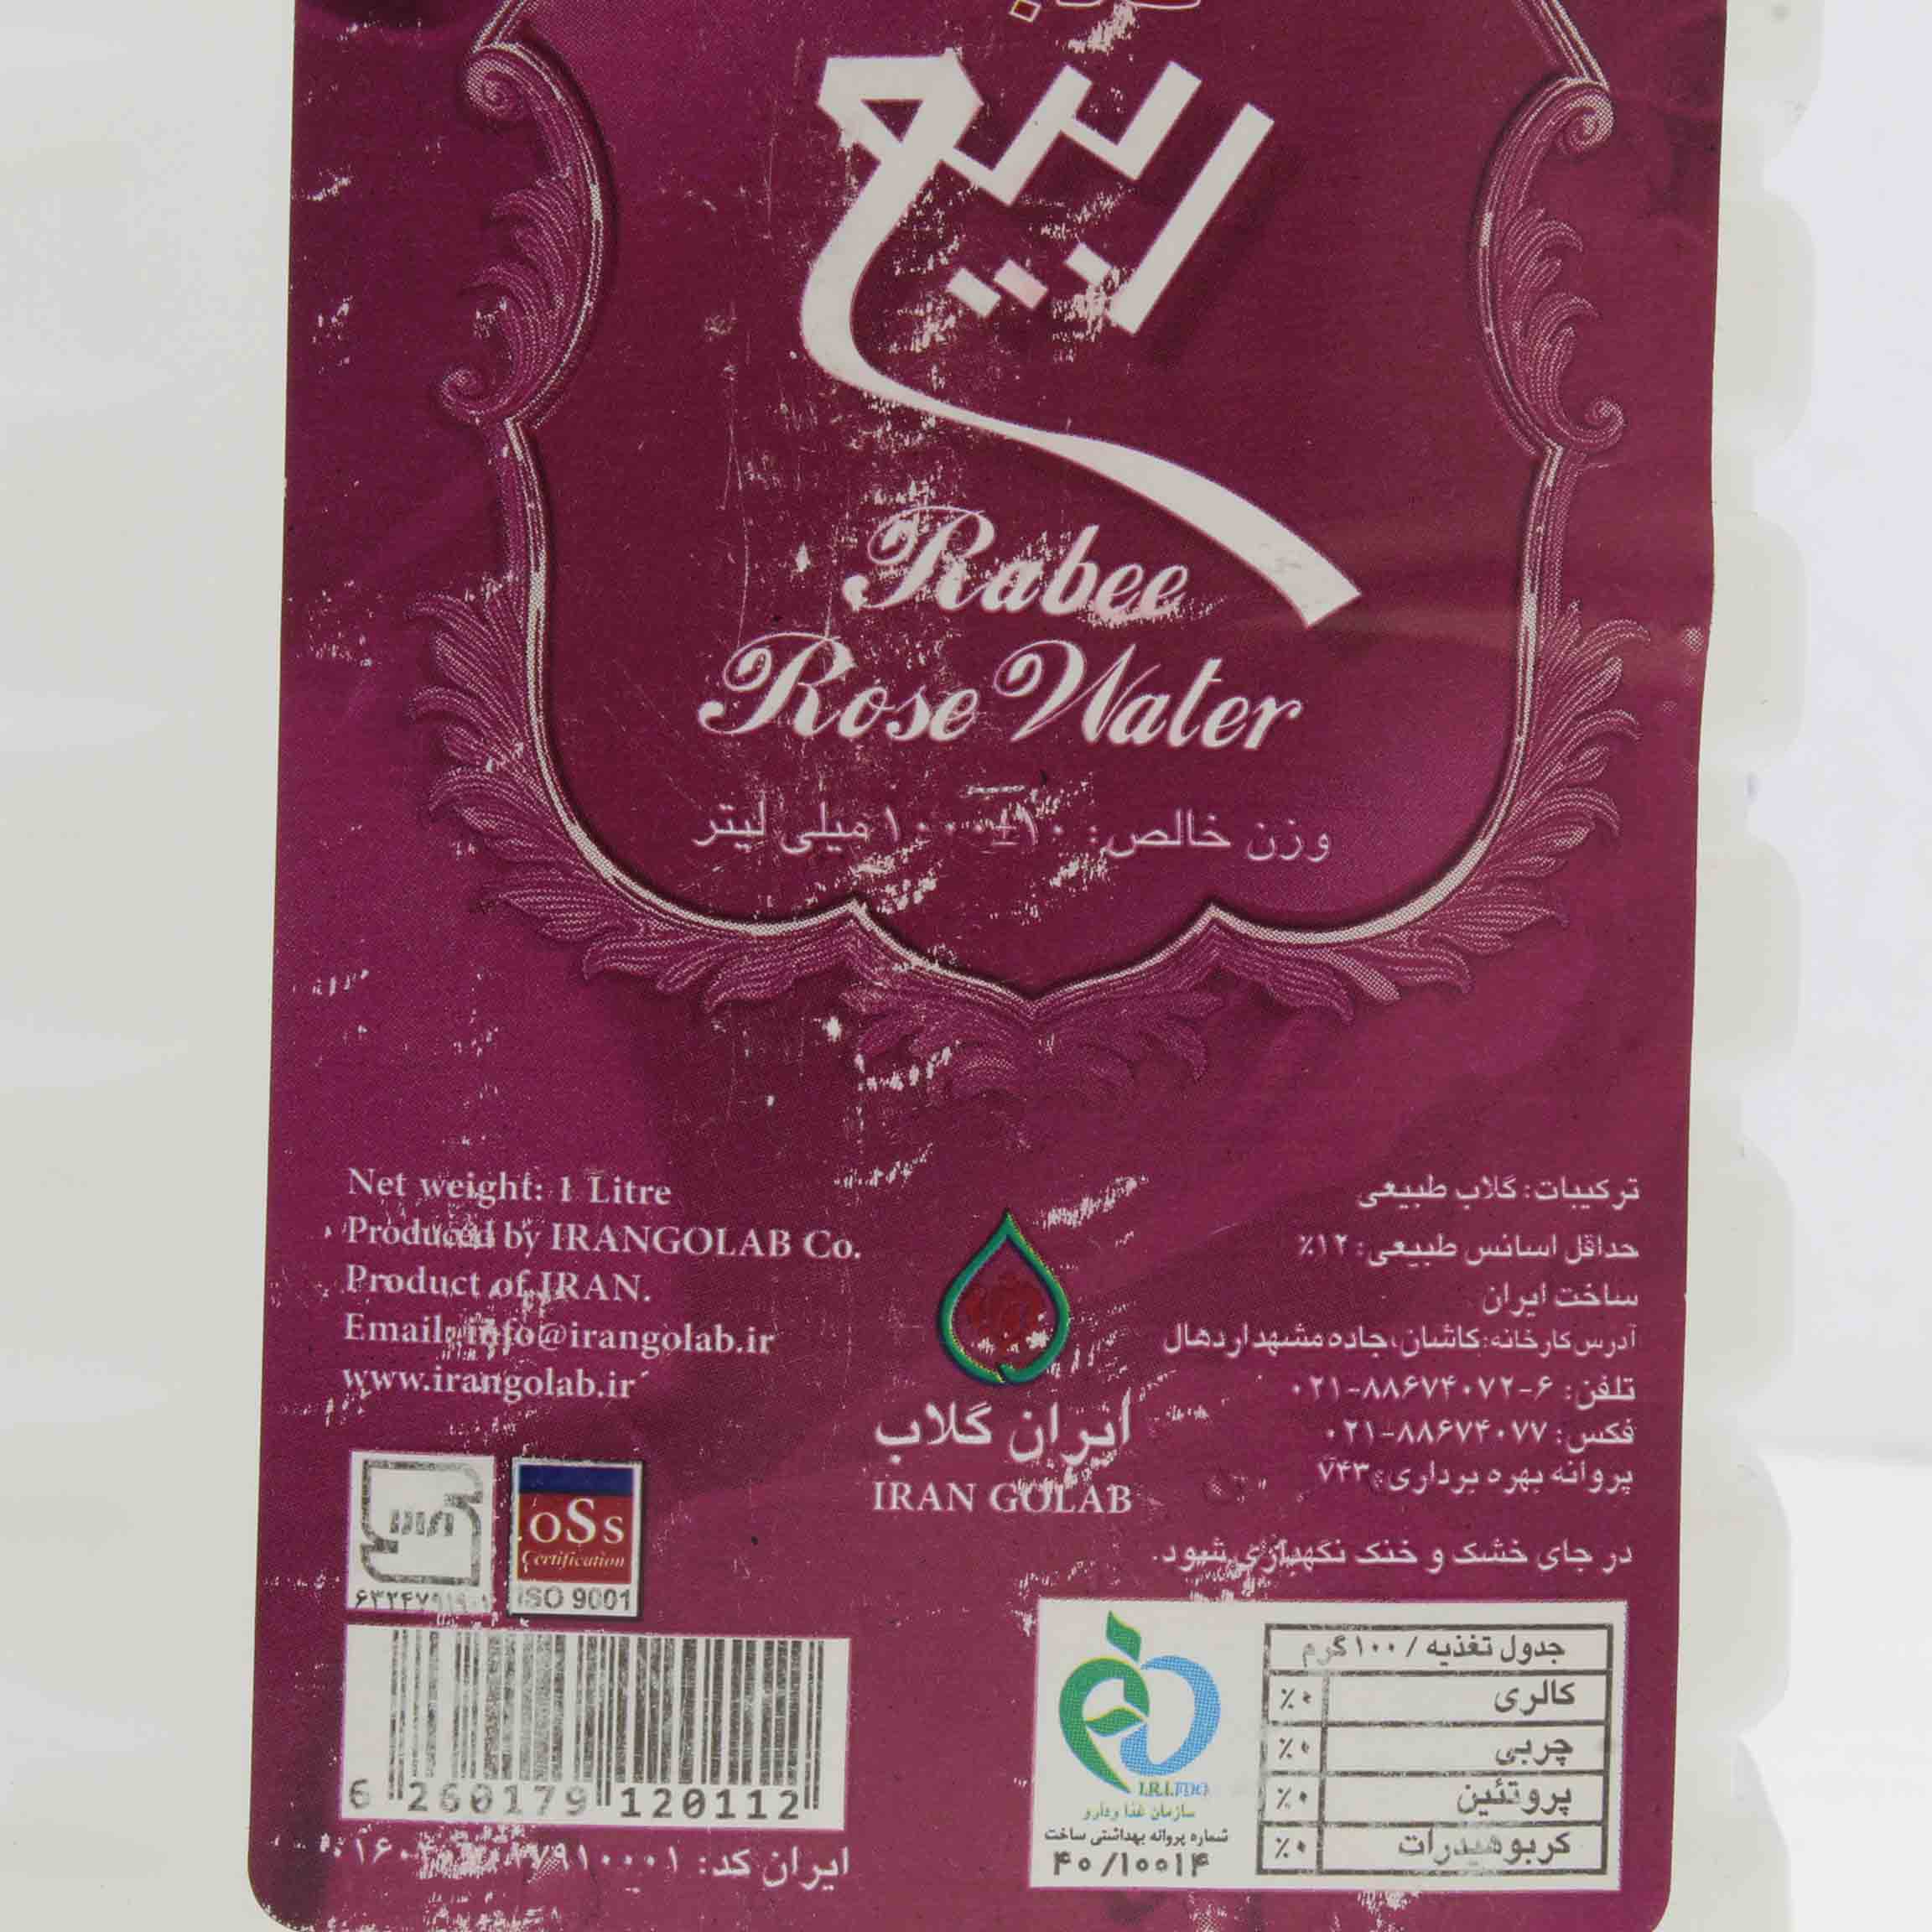 ربیع
Rabee
Rose Water
وزن خالص: ۱۰±۱۰۰۰ میلی لیتر
Net weight: 1 Litre
Produced by IRANGOLAB Co.
Product of IRAN.
Email: info@irangolab.ir
www.irangolab.ir
ترکیبات: گلاب طبیعی
حداقل اسانس طبیعی: ۱۲٪
ساخت ایران
آدرس کارخانه: کاشان، جاده مشهد اردهال
تلفن: ۶-۰۲۱-۸۸۶۷۴۰۷۲
فکس: ۰۲۱-۸۸۶۷۴۰۷۷
پروانه بهره برداری: ۷۴۳
در جای خشک و خنک نگهداری شود.
ایران گلاب
IRAN GOLAB
oSs
Certification
ISO 9001
6 260179 120112
ایران کد:
I.R.I.FDO
سازمان غذا و دارو
شماره پروانه بهداشتی ساخت
۴۰/۱۰۰۱۴
جدول تغذیه / ۱۰۰ گرم
کالری ۰٪
چربی ۰٪
پروتئین ۰٪
کربوهیدرات ۰٪